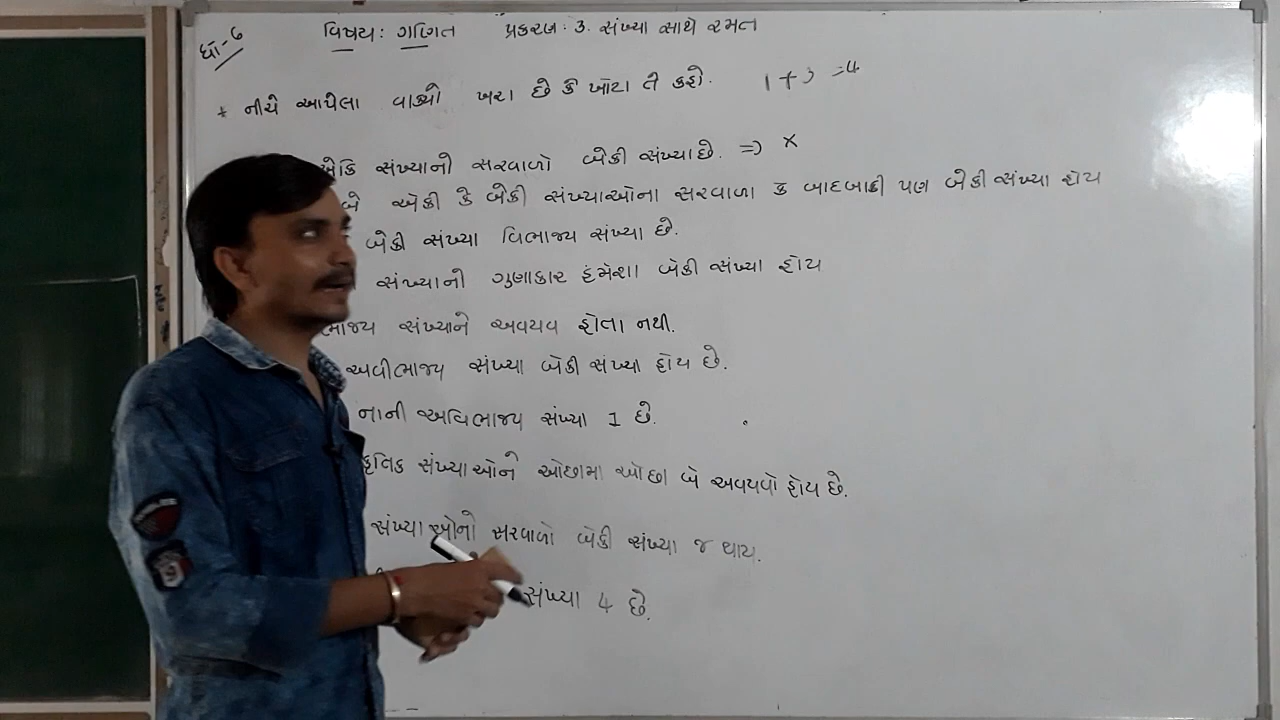 ધો-૬
વિષય: ગણિત પ્રકરણ: ૩. સંખ્યા સાથે રમત
* નીચે આપેલા વાક્યો ખરા છે કે ખોટા તે કહો. 1 + 3 = 4
સંખ્યાનો સરવાળો બેકી સંખ્યા છે. => ×
બે એકી કે બેકી સંખ્યાઓના સરવાળા કે બાદબાકી પણ બેકી સંખ્યા હોય
બેકી સંખ્યા વિભાજ્ય સંખ્યા છે.
સંખ્યાનો ગુણાકાર હંમેશા બેકી સંખ્યા હોય
ભાજ્ય સંખ્યાને અવયવ હોતા નથી.
અવીભાજ્ય સંખ્યા બેકી સંખ્યા હોય છે.
નાની અવિભાજ્ય સંખ્યા 1 છે.
કૃતિક સંખ્યાઓને ઓછામા ઓછા બે અવયવો હોય છે.
સંખ્યાઓનો સરવાળો બેકી સંખ્યા જ થાય.
સંખ્યા 4 છે.